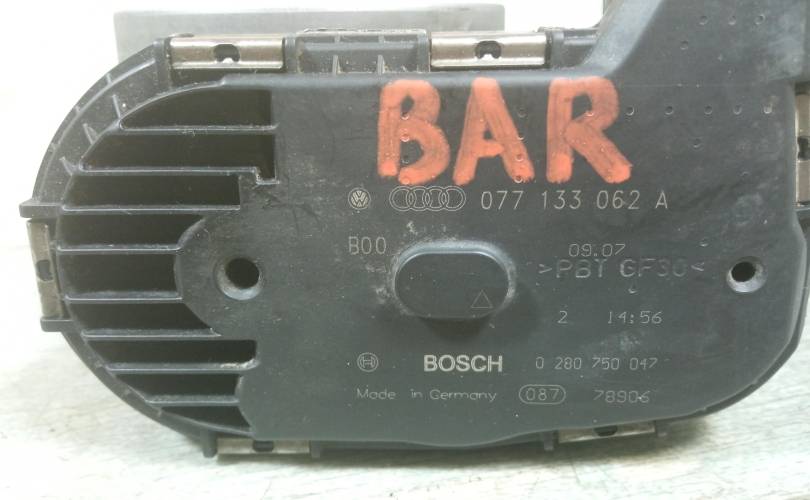 BAR
077 133 062 A
B00 09.07
>PBT GF30<
2 14:56
BOSCH 0 280 750 047
Made in Germany 087 78906